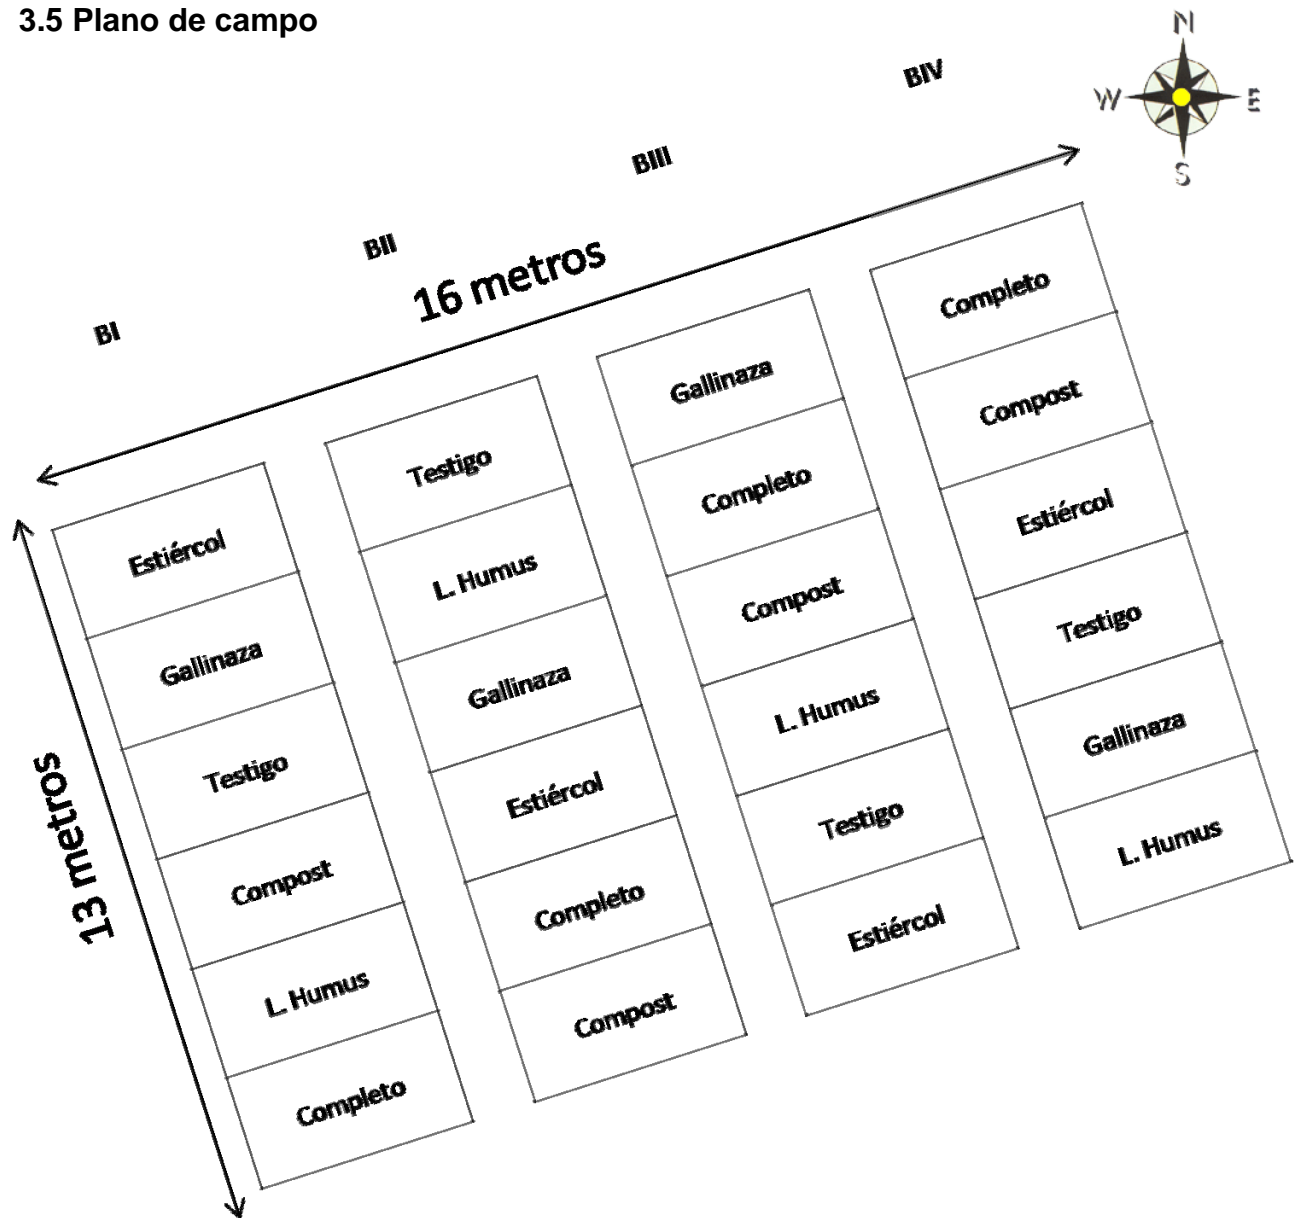 3.5 Plano de campo
N
W
E
S
BI
BII
BIII
BIV
16 metros
13 metros
Estiércol
Gallinaza
Testigo
Compost
L. Humus
Completo
Testigo
L. Humus
Gallinaza
Estiércol
Completo
Compost
Gallinaza
Completo
Compost
L. Humus
Testigo
Estiércol
Completo
Compost
Estiércol
Testigo
Gallinaza
L. Humus